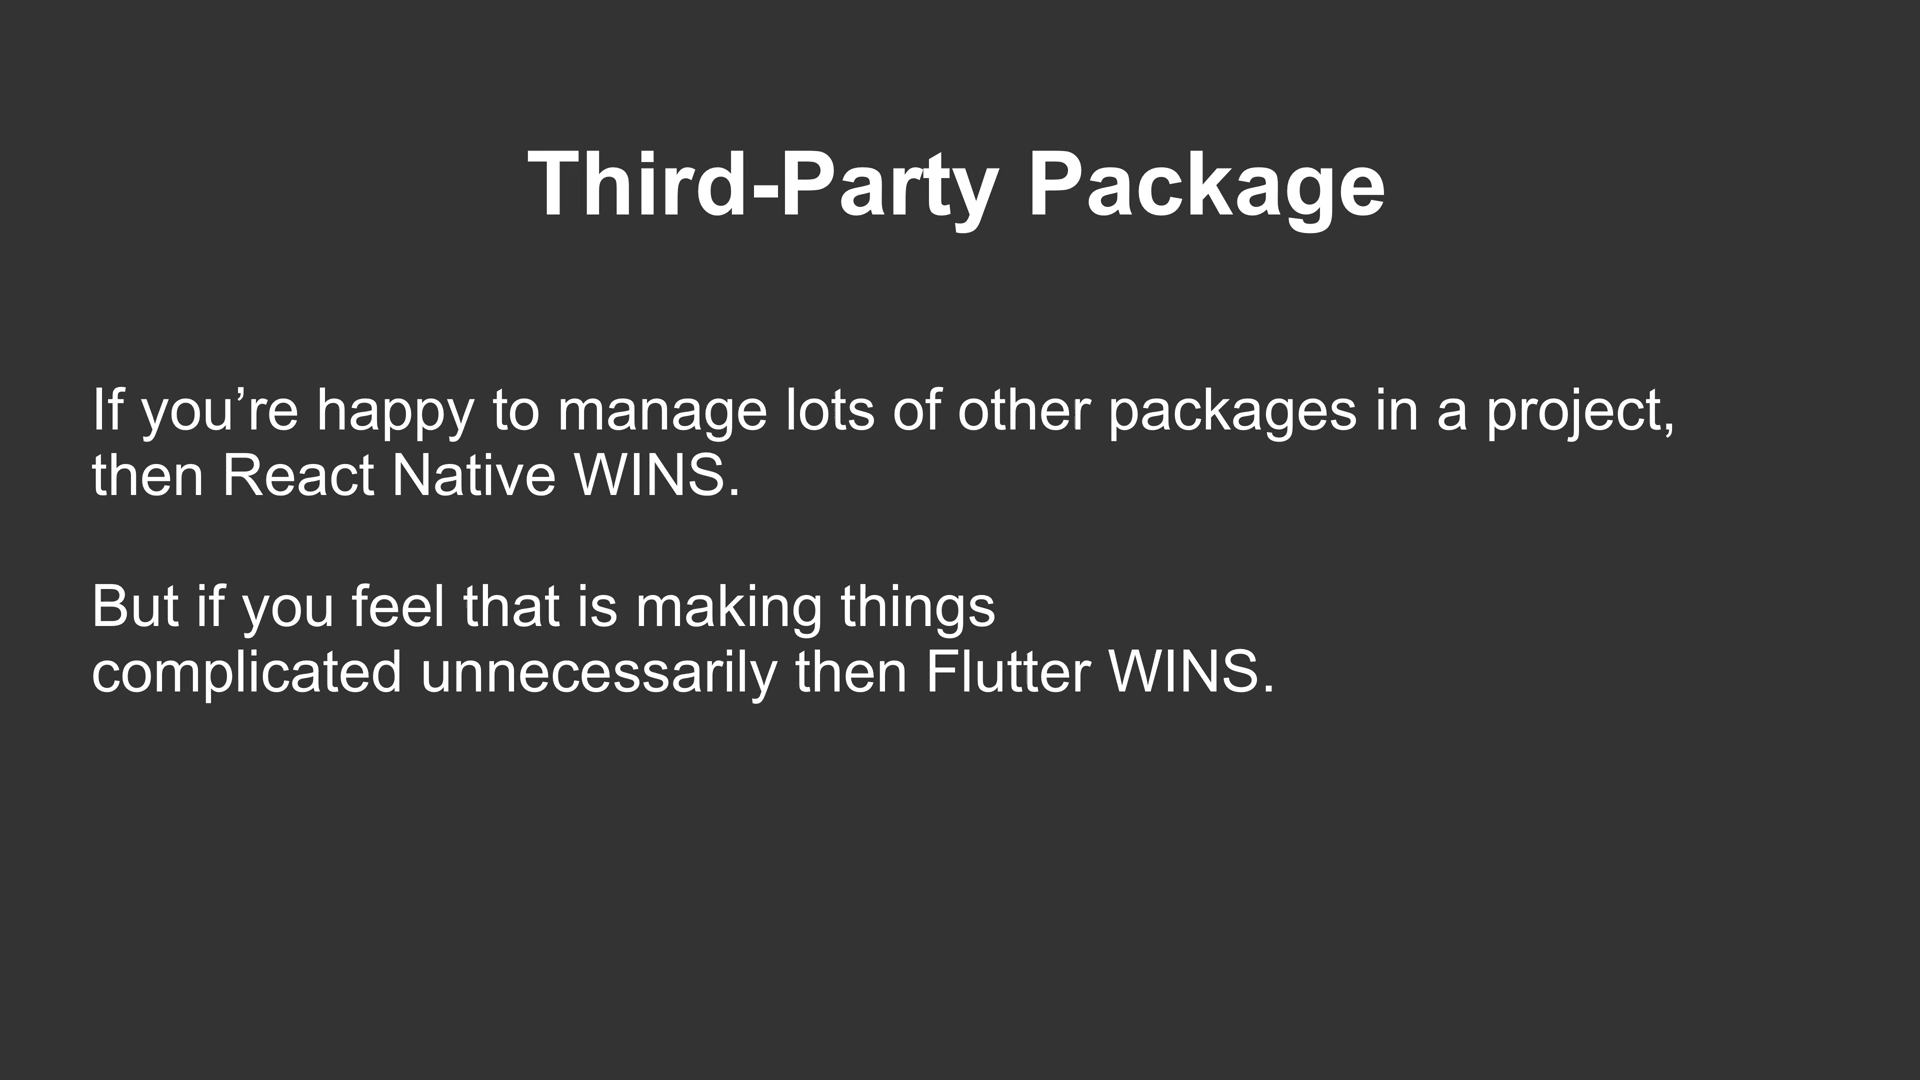 Third-Party Package
If you’re happy to manage lots of other packages in a project,
then React Native WINS.
But if you feel that is making things
complicated unnecessarily then Flutter WINS.